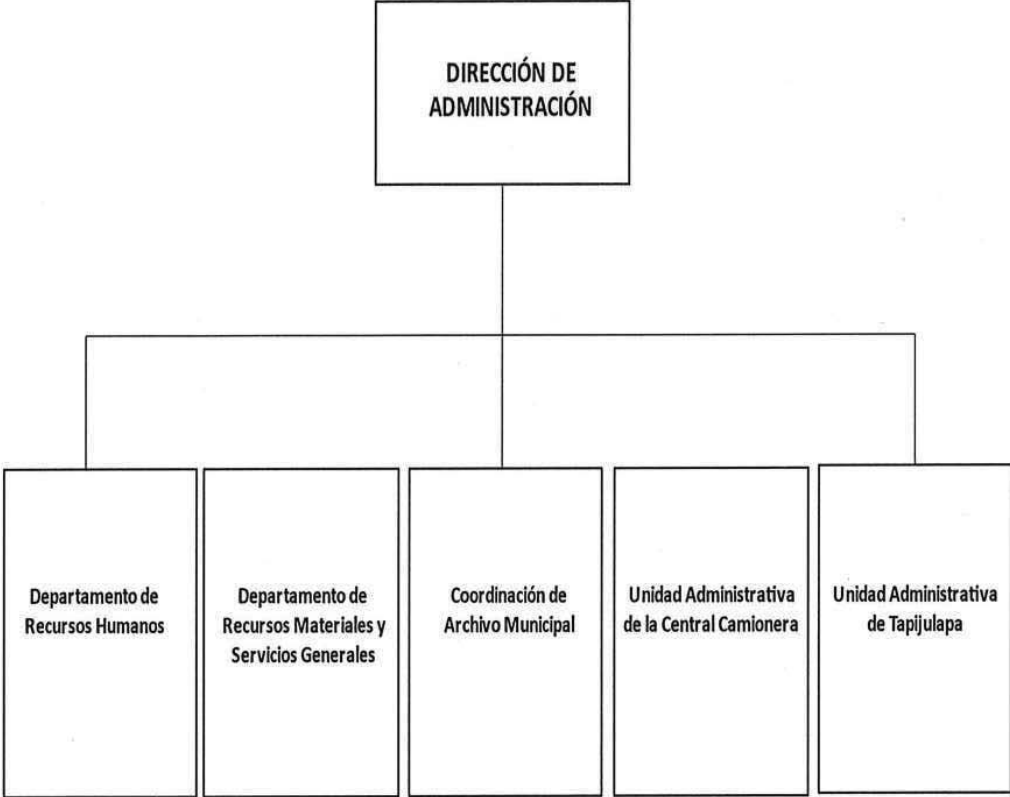 DIRECCIÓN DE
ADMINISTRACIÓN
Departamento de
Recursos Humanos
Departamento de
Recursos Materiales y
Servicios Generales
Coordinación de
Archivo Municipal
Unidad Administrativa
de la Central Camionera
Unidad Administrativa
de Tapijulapa